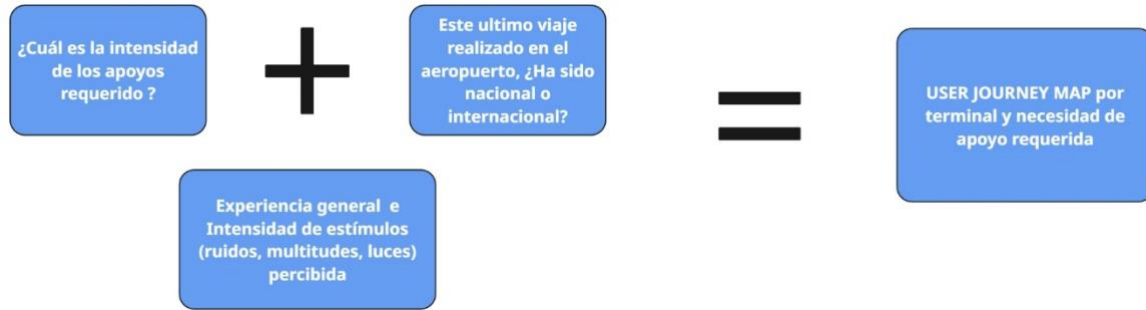 ¿Cuál es la intensidad
de los apoyos
requerido ?
+
Este ultimo viaje
realizado en el
aeropuerto, ¿Ha sido
nacional o
internacional?
=
USER JOURNEY MAP por
terminal y necesidad de
apoyo requerida
Experiencia general e
Intensidad de estímulos
(ruidos, multitudes, luces)
percibida